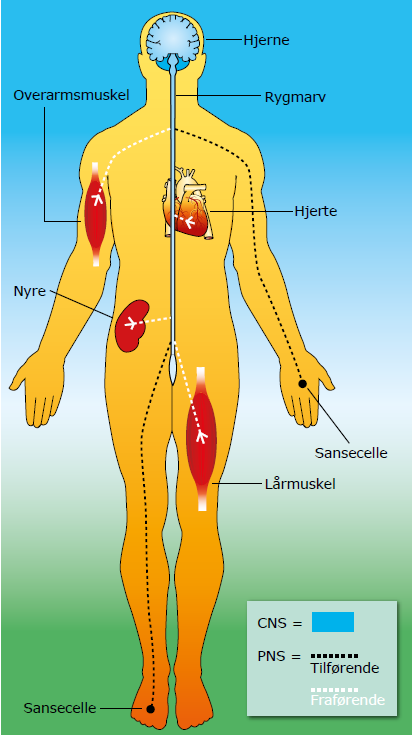 Hjerne
Overarmsmuskel
Rygmarv
Hjerte
Nyre
Sansecelle
Lårmuskel
CNS =
PNS =
Tilførende
Fraførende
Sansecelle